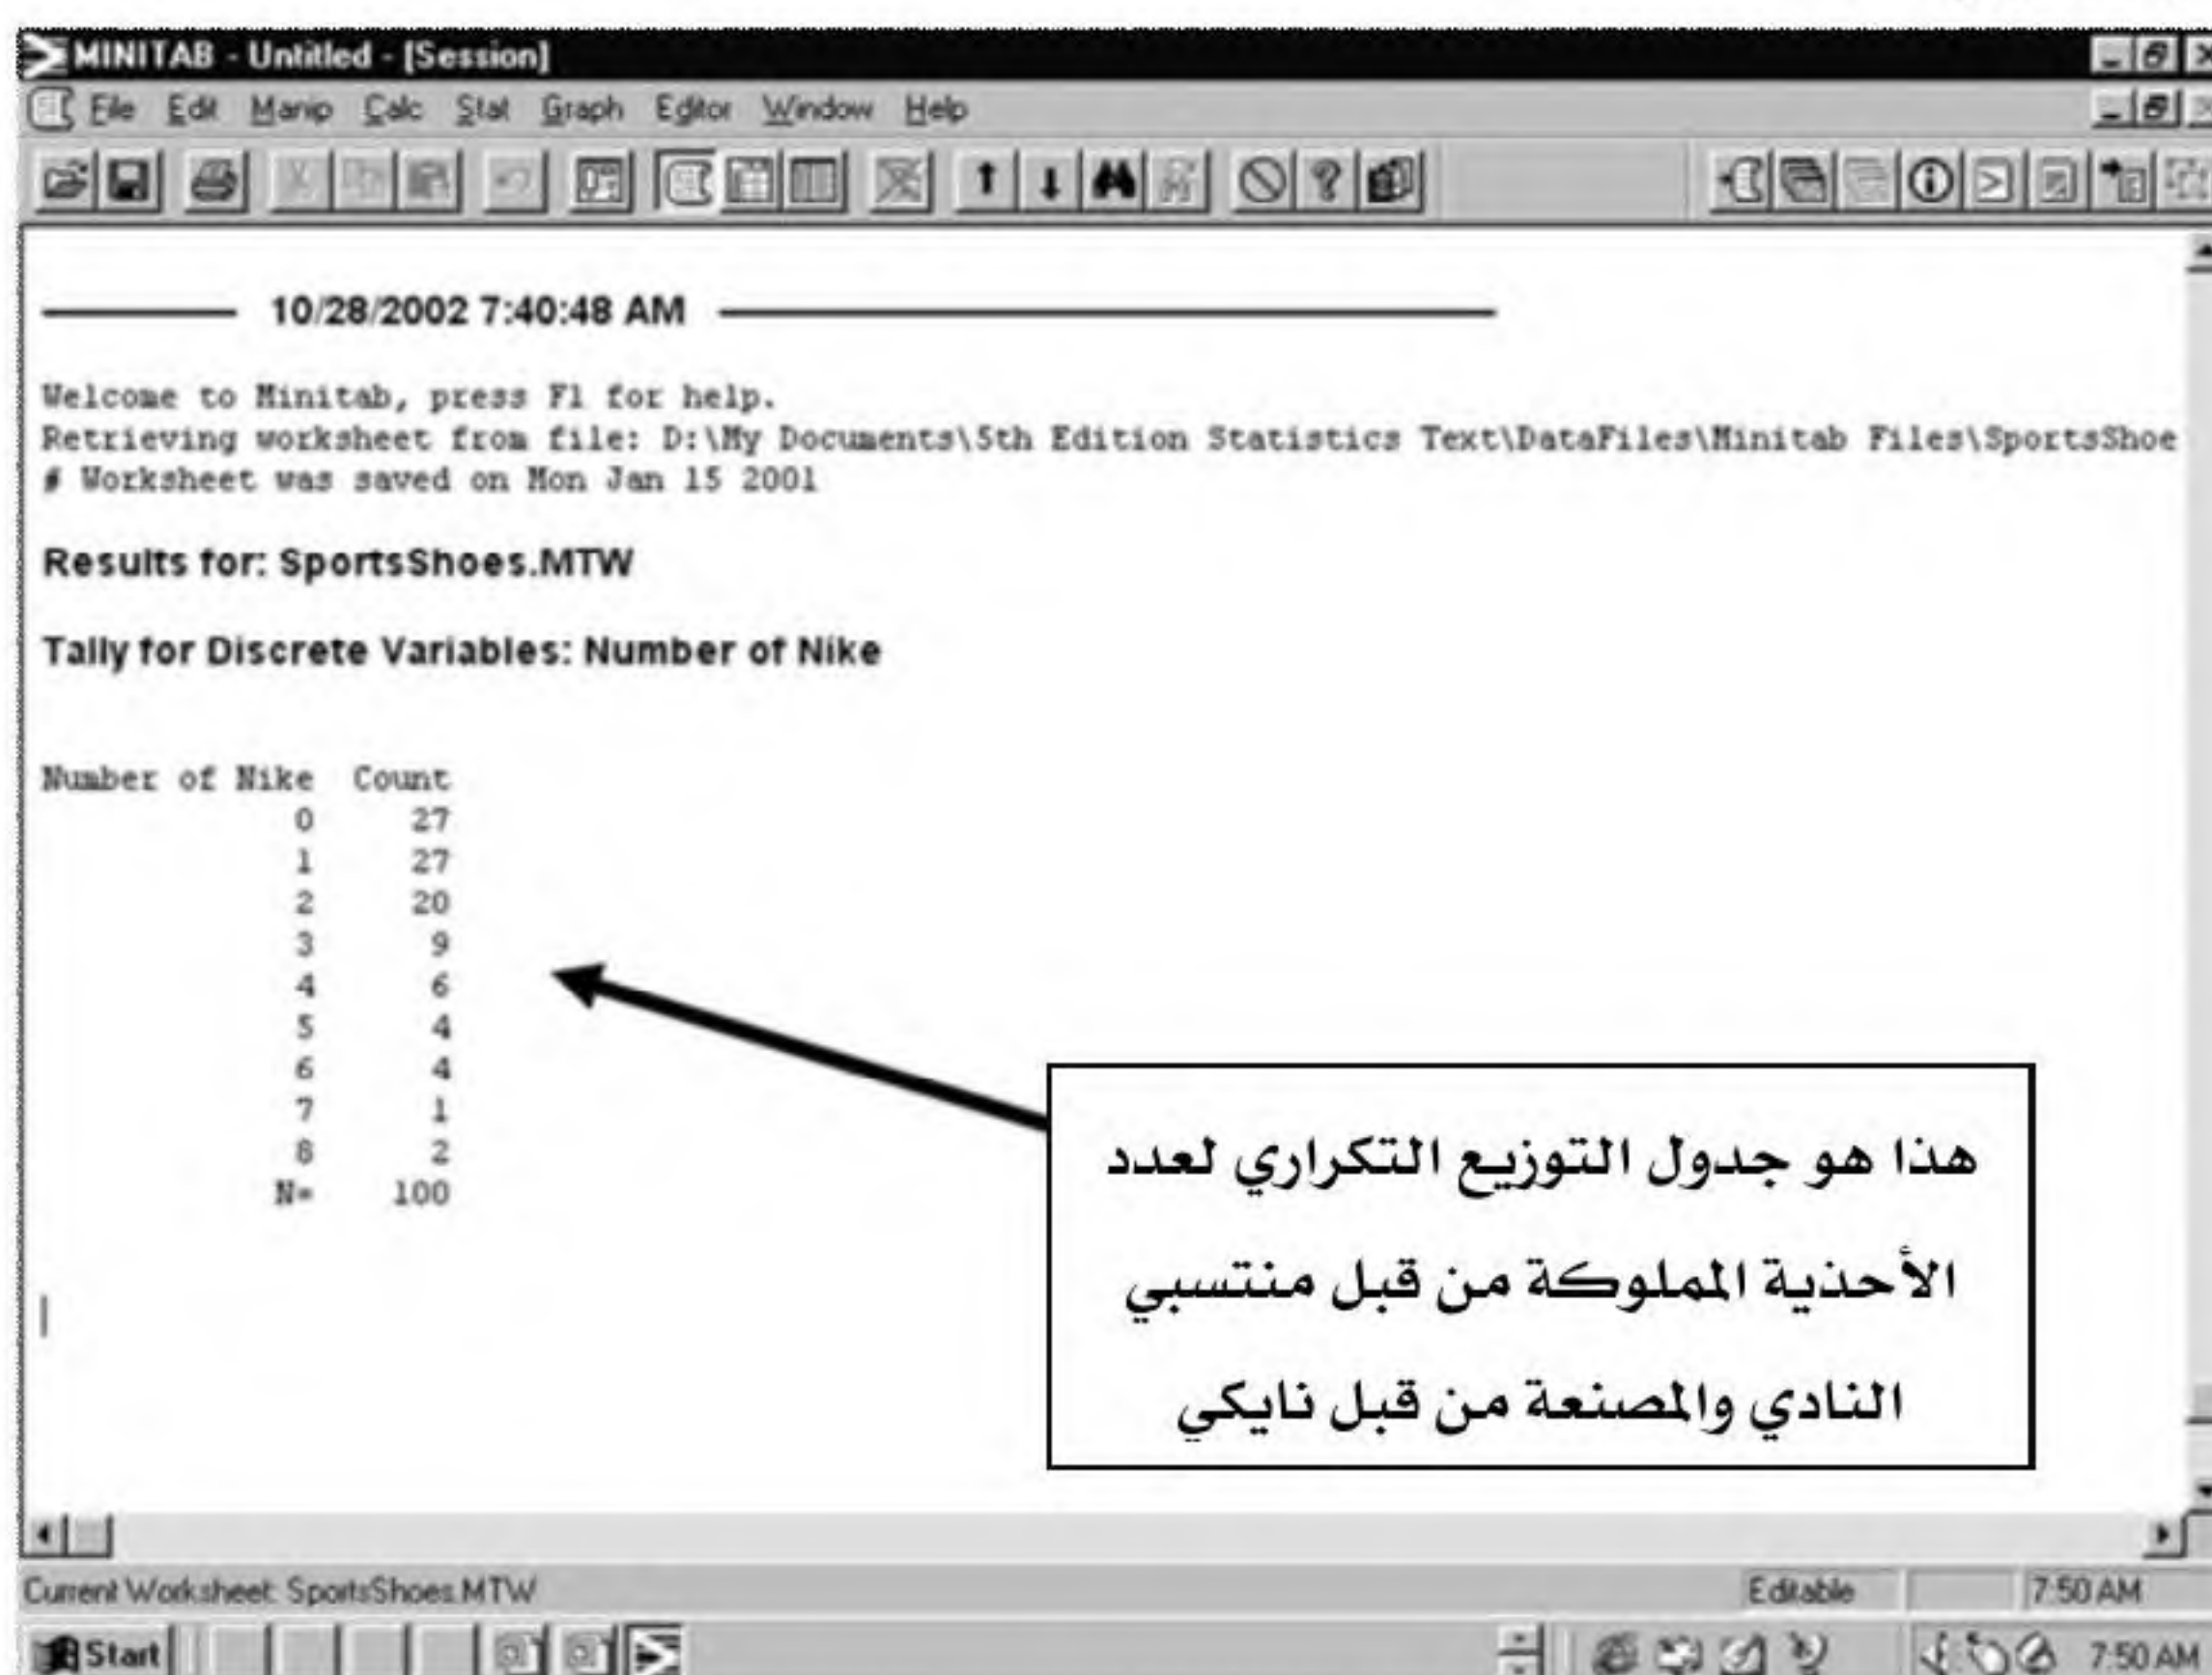 MINITAB - Untitled - [Session]
File Edit Manip Calc Stat Graph Editor Window Help
10/28/2002 7:40:48 AM
Welcome to Minitab, press F1 for help.
Retrieving worksheet from file: D:\My Documents\5th Edition Statistics Text\DataFiles\Minitab Files\SportsShoe
# Worksheet was saved on Mon Jan 15 2001
Results for: SportsShoes.MTW
Tally for Discrete Variables: Number of Nike
Number of Nike Count
0 27
1 27
2 20
3 9
4 6
5 4
6 4
7 1
8 2
N= 100
هذا هو جدول التوزيع التكراري لعدد
الأحذية المملوكة من قبل منتسبي
النادي والمصنعة من قبل نايكي
Current Worksheet: SportsShoes.MTW Editable 7:50 AM
Start 7:50 AM